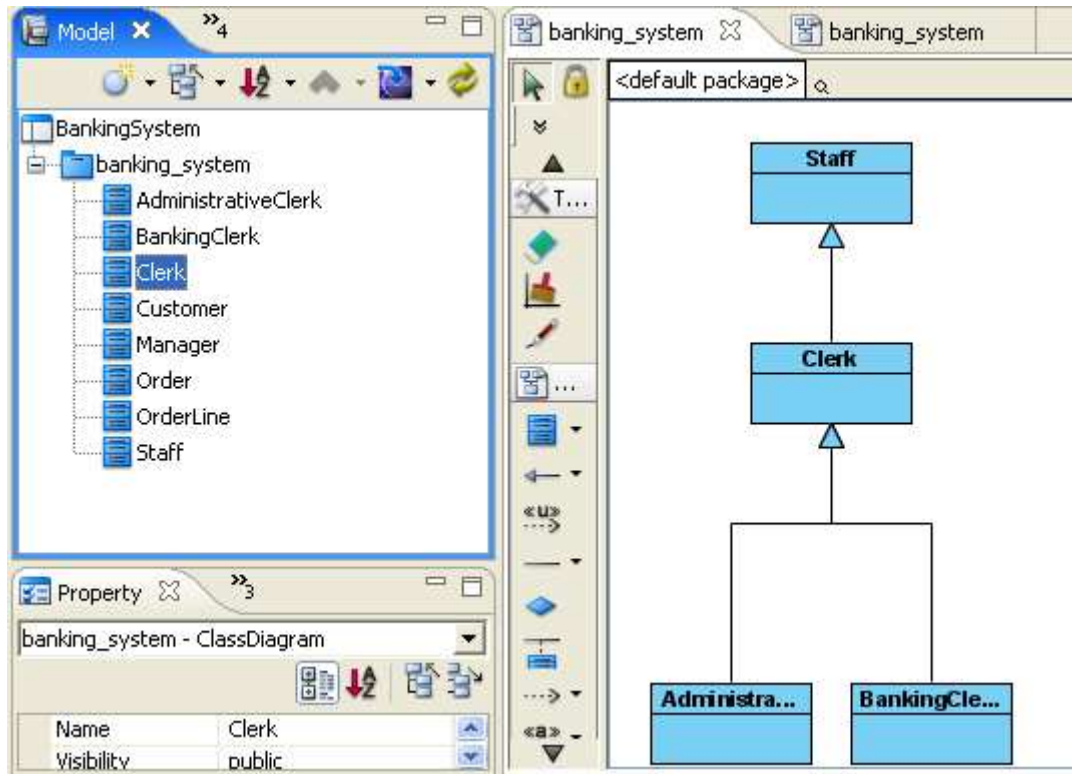 Model
»4
BankingSystem
banking_system
AdministrativeClerk
BankingClerk
Clerk
Customer
Manager
Order
OrderLine
Staff
Property
»3
banking_system - ClassDiagram
Name Clerk
Visibility public
banking_system
banking_system
<default package>
T...
...
«u»
«a»
Staff
Clerk
Administra...
BankingCle...